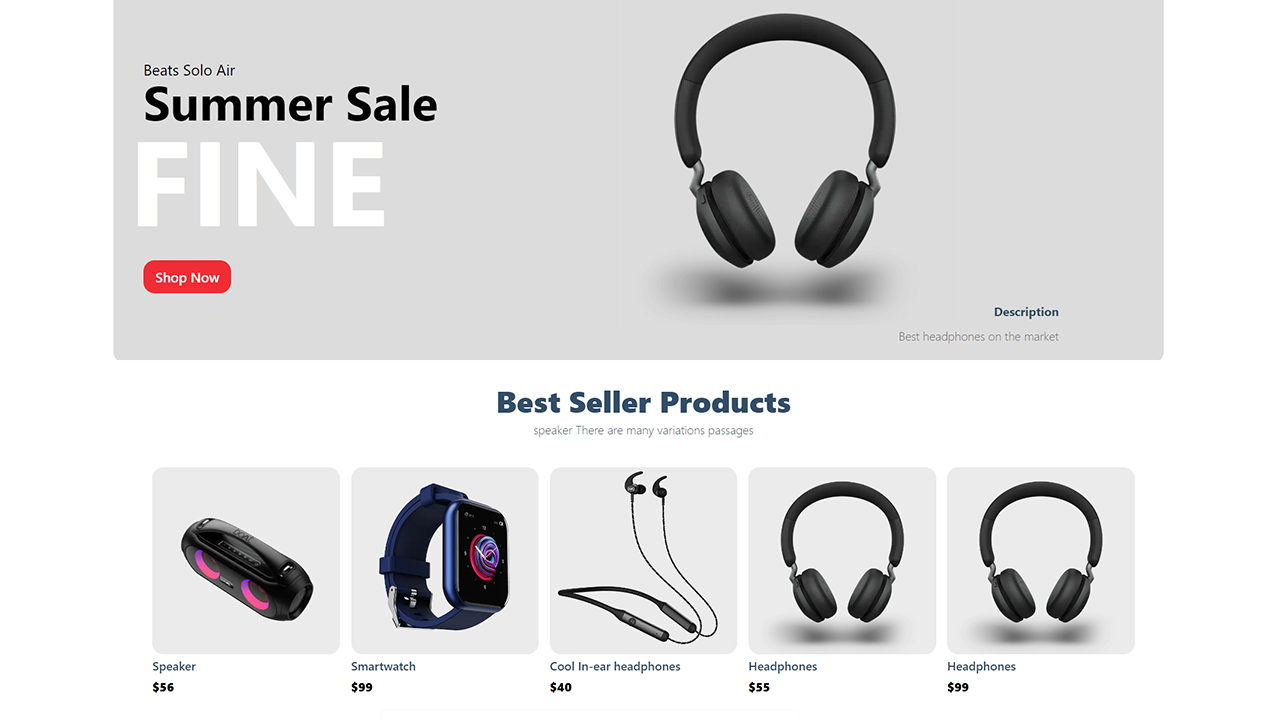 Beats Solo Air
Summer Sale
FINE
Shop Now
Description
Best headphones on the market
Best Seller Products
speaker There are many variations passages
Speaker
$56
Smartwatch
$99
Cool In-ear headphones
$40
Headphones
$55
Headphones
$99